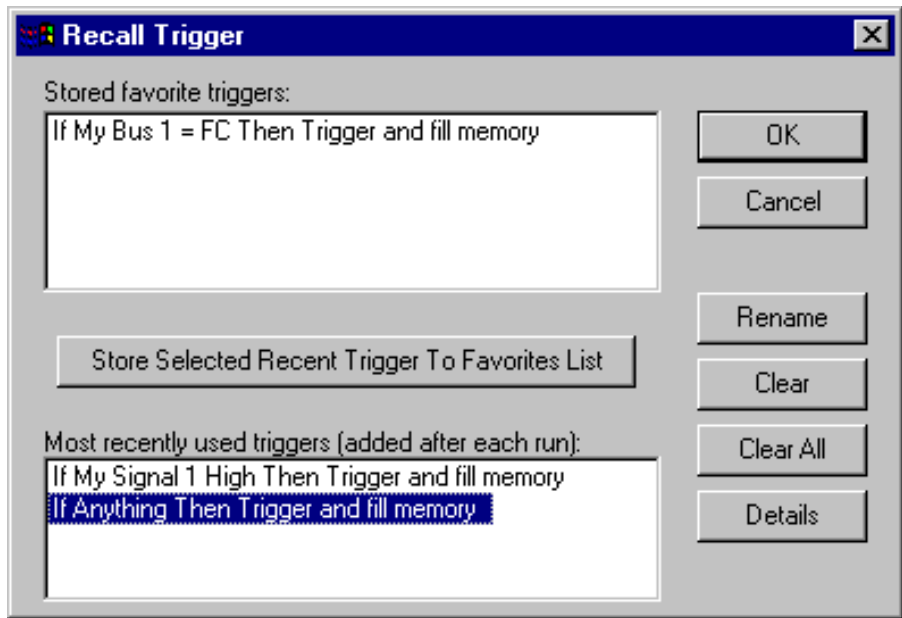 Recall Trigger
Stored favorite triggers:
If My Bus 1 = FC Then Trigger and fill memory
OK
Cancel
Rename
Store Selected Recent Trigger To Favorites List
Clear
Most recently used triggers (added after each run):
Clear All
If My Signal 1 High Then Trigger and fill memory
If Anything Then Trigger and fill memory
Details